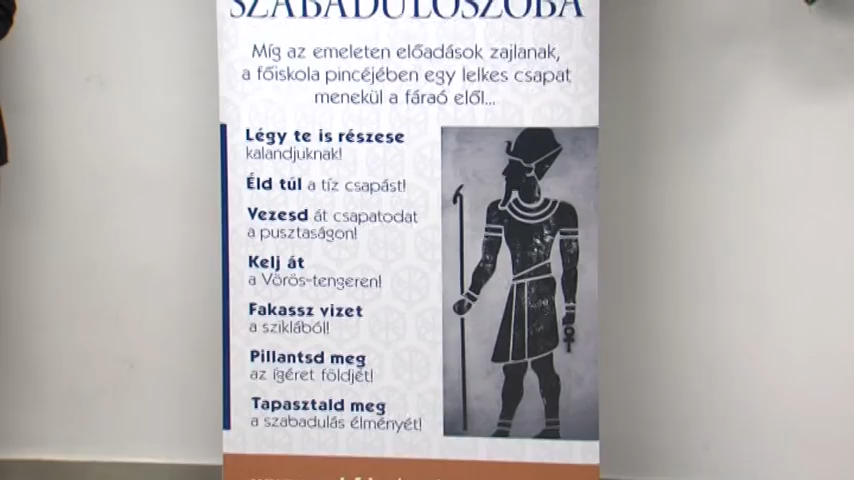 SZABADULÓSZOBA
Míg az emeleten előadások zajlanak,
a főiskola pincéjében egy lelkes csapat
menekül a fáraó elől...
Légy te is részese
kalandjuknak!
Éld túl a tíz csapást!
Vezesd át csapatodat
a pusztaságon!
Kelj át
a Vörös-tengeren!
Fakassz vizet
a sziklából!
Pillantsd meg
az ígéret földjét!
Tapasztald meg
a szabadulás élményét!